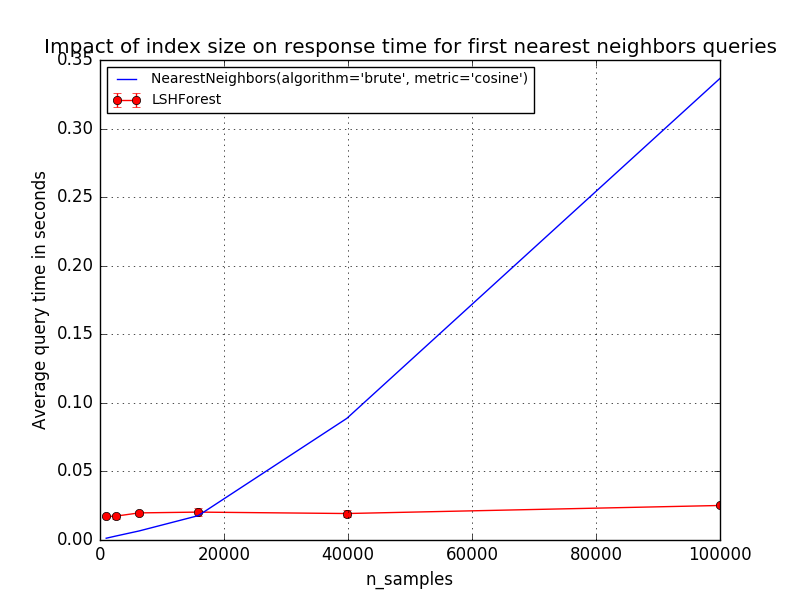 Impact of index size on response time for first nearest neighbors queries
0.35
NearestNeighbors(algorithm='brute', metric='cosine')
LSHForest
0.30
0.25
0.20
0.15
0.10
0.05
0.00
Average query time in seconds
0 20000 40000 60000 80000 100000
n_samples